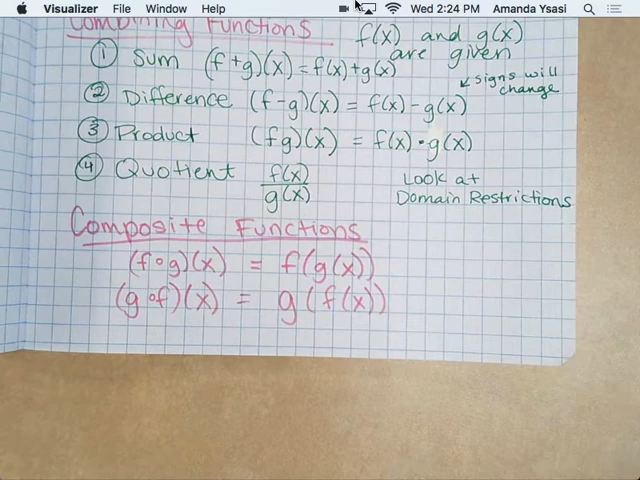 Visualizer File Window Help Wed 2:24 PM Amanda Ysasi
Combining Functions f(x) and g(x)
are given
① Sum (f+g)(x)=f(x)+g(x)
signs will
change
② Difference (f-g)(x) = f(x)-g(x)
③ Product (fg)(x) = f(x)•g(x)
④ Quotient f(x)/g(x)
Look at
Domain Restrictions
Composite Functions
(f∘g)(x) = f(g(x))
(g∘f)(x) = g(f(x))